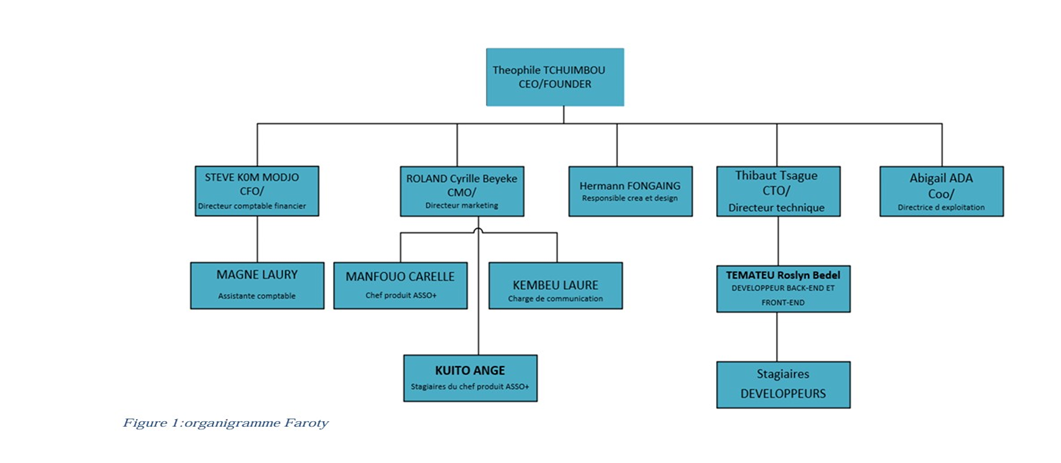 Theophile TCHUIMBOU
CEO/FOUNDER
STEVE K0M MODJO
CFO/
Directeur comptable financier
ROLAND Cyrille Beyeke
CMO/
Directeur marketing
Hermann FONGAING
Responsible crea et design
Thibaut Tsague
CTO/
Directeur technique
Abigail ADA
Coo/
Directrice d exploitation
MAGNE LAURY
Assistante comptable
MANFOUO CARELLE
Chef produit ASSO+
KEMBEU LAURE
Charge de communication
TEMATEU Roslyn Bedel
DEVELOPPEUR BACK-END ET
FRONT-END
KUITO ANGE
Stagiaires du chef produit ASSO+
Stagiaires
DEVELOPPEURS
Figure 1:organigramme Faroty